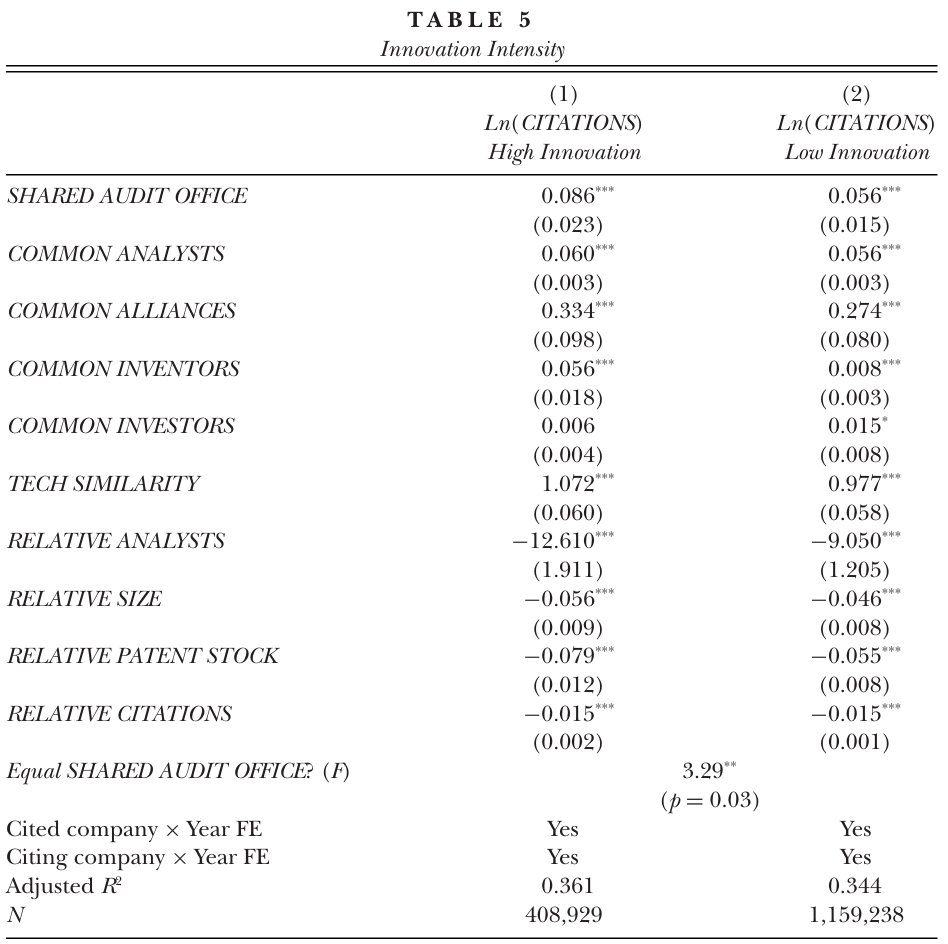 TABLE 5
Innovation Intensity
(1) (2)
Ln(CITATIONS) Ln(CITATIONS)
High Innovation Low Innovation
SHARED AUDIT OFFICE 0.086*** 0.056***
(0.023) (0.015)
COMMON ANALYSTS 0.060*** 0.056***
(0.003) (0.003)
COMMON ALLIANCES 0.334*** 0.274***
(0.098) (0.080)
COMMON INVENTORS 0.056*** 0.008***
(0.018) (0.003)
COMMON INVESTORS 0.006 0.015*
(0.004) (0.008)
TECH SIMILARITY 1.072*** 0.977***
(0.060) (0.058)
RELATIVE ANALYSTS −12.610*** −9.050***
(1.911) (1.205)
RELATIVE SIZE −0.056*** −0.046***
(0.009) (0.008)
RELATIVE PATENT STOCK −0.079*** −0.055***
(0.012) (0.008)
RELATIVE CITATIONS −0.015*** −0.015***
(0.002) (0.001)
Equal SHARED AUDIT OFFICE? (F) 3.29**
(p = 0.03)
Cited company × Year FE Yes Yes
Citing company × Year FE Yes Yes
Adjusted R² 0.361 0.344
N 408,929 1,159,238